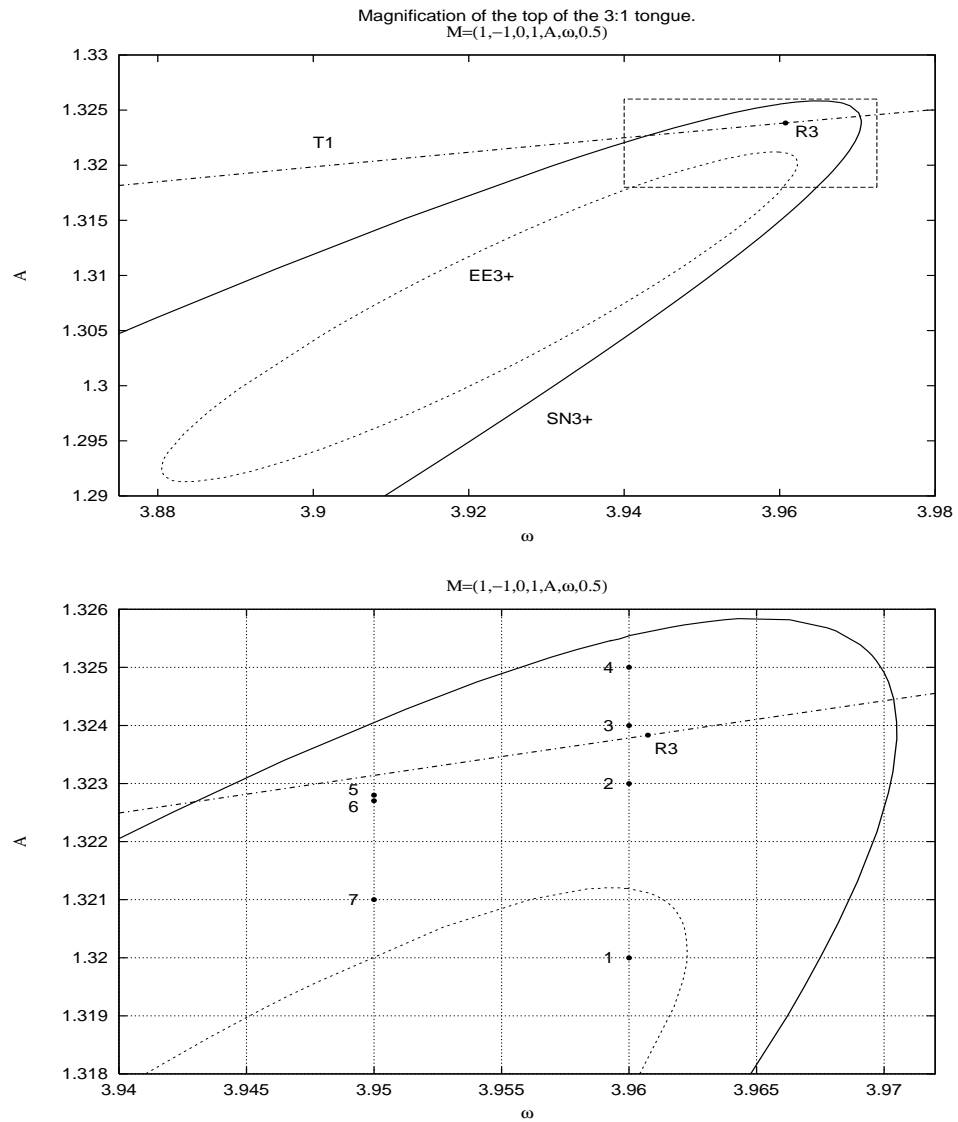 Magnification of the top of the 3:1 tongue.
M=(1,−1,0,1,A,ω,0.5)
1.33
1.325
1.32
1.315
1.31
1.305
1.3
1.295
1.29
A
T1
R3
EE3+
SN3+
3.88 3.9 3.92 3.94 3.96 3.98
ω
M=(1,−1,0,1,A,ω,0.5)
1.326
1.325
1.324
1.323
1.322
1.321
1.32
1.319
1.318
A
4
3
R3
2
5
6
7
1
3.94 3.945 3.95 3.955 3.96 3.965 3.97
ω